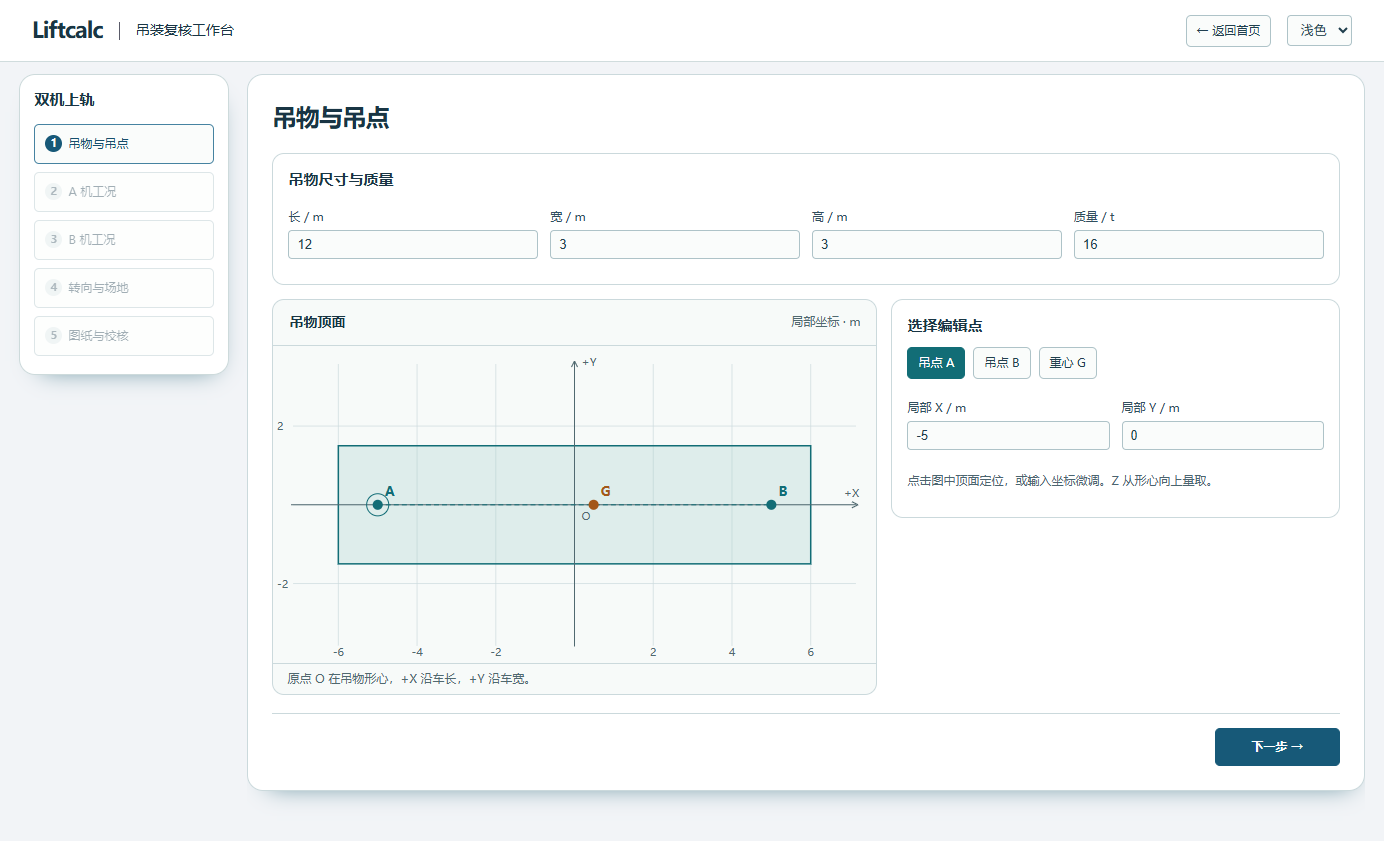 Liftcalc
吊装复核工作台
← 返回首页
浅色
双机上轨
1 吊物与吊点
2 A 机工况
3 B 机工况
4 转向与场地
5 图纸与校核
吊物与吊点
吊物尺寸与质量
长 / m
宽 / m
高 / m
质量 / t
12
3
3
16
吊物顶面
局部坐标 · m
+Y
2
A
G
B
+X
O
-2
-6
-4
-2
2
4
6
原点 O 在吊物形心，+X 沿车长，+Y 沿车宽。
选择编辑点
吊点 A
吊点 B
重心 G
局部 X / m
局部 Y / m
-5
0
点击图中顶面定位，或输入坐标微调。Z 从形心向上量取。
下一步 →